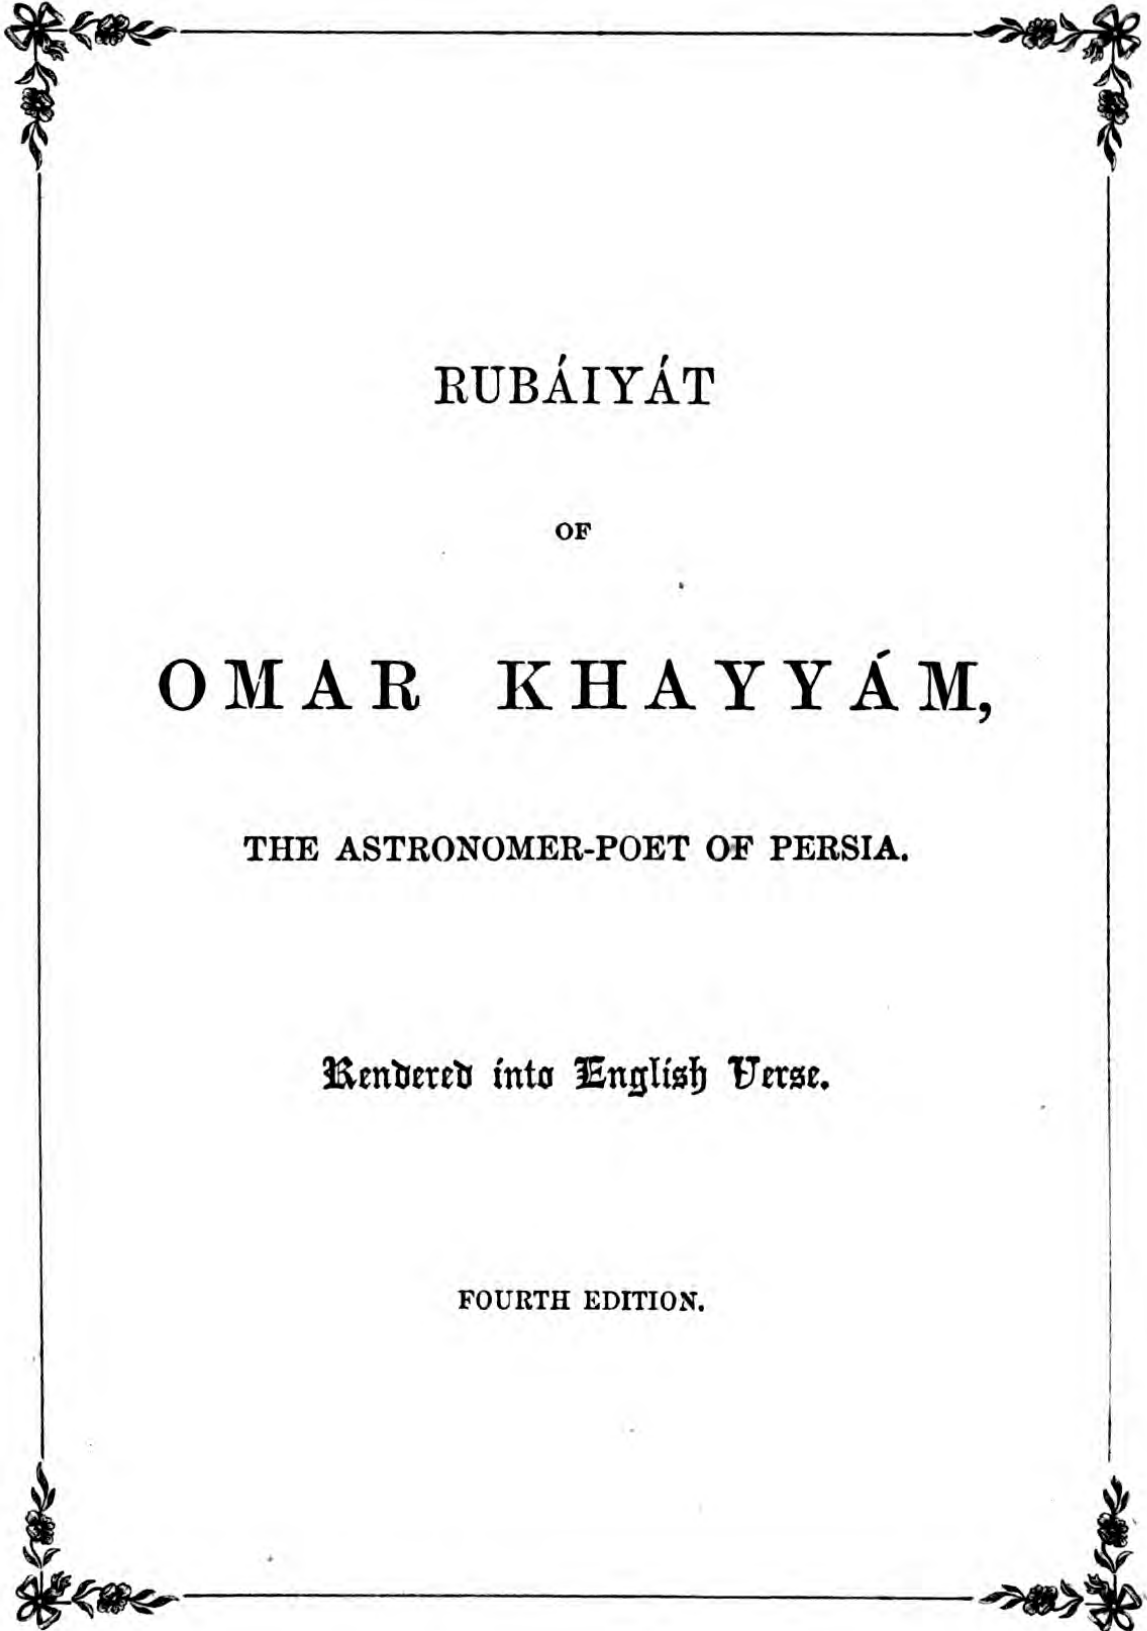 RUBÁIYÁT
OF
OMAR KHAYYÁM,
THE ASTRONOMER-POET OF PERSIA.
Rendered into English Verse.
FOURTH EDITION.